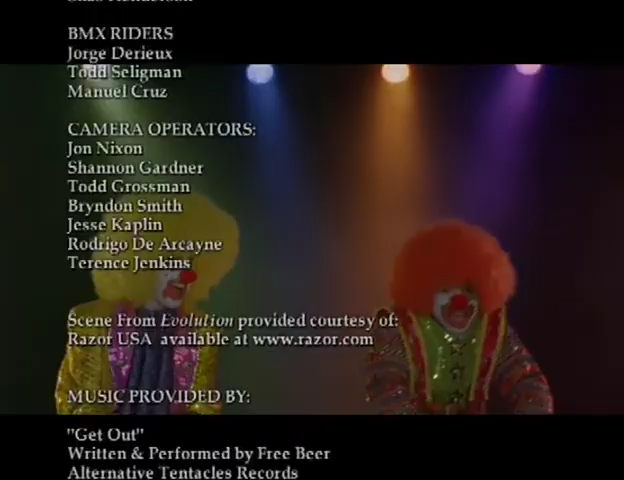 BMX RIDERS
Jorge Derieux
Todd Seligman
Manuel Cruz
CAMERA OPERATORS:
Jon Nixon
Shannon Gardner
Todd Grossman
Bryndon Smith
Jesse Kaplin
Rodrigo De Arcayne
Terence Jenkins
Scene From Evolution provided courtesy of:
Razor USA available at www.razor.com
MUSIC PROVIDED BY:
"Get Out"
Written & Performed by Free Beer
Alternative Tentacles Records